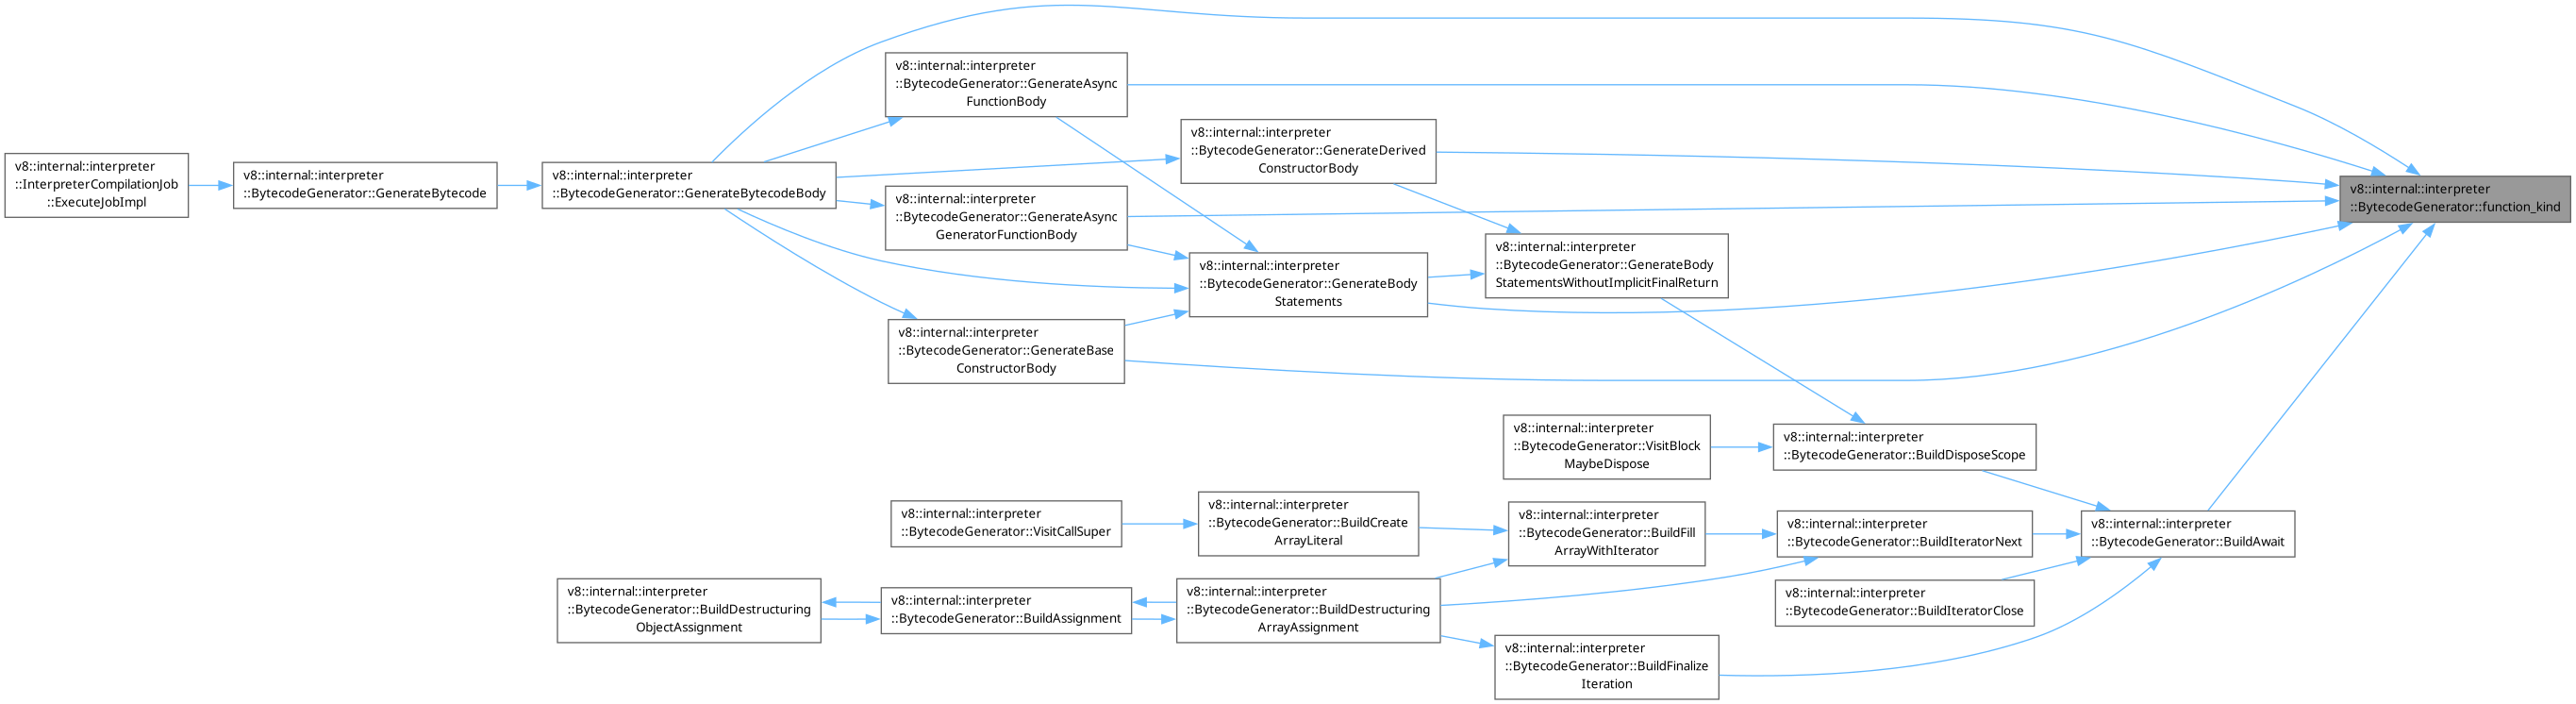 v8::internal::interpreter
::InterpreterCompilationJob
::ExecuteJobImpl
v8::internal::interpreter
::BytecodeGenerator::GenerateBytecode
v8::internal::interpreter
::BytecodeGenerator::GenerateBytecodeBody
v8::internal::interpreter
::BytecodeGenerator::GenerateAsync
FunctionBody
v8::internal::interpreter
::BytecodeGenerator::GenerateDerived
ConstructorBody
v8::internal::interpreter
::BytecodeGenerator::GenerateAsync
GeneratorFunctionBody
v8::internal::interpreter
::BytecodeGenerator::GenerateBody
Statements
v8::internal::interpreter
::BytecodeGenerator::GenerateBody
StatementsWithoutImplicitFinalReturn
v8::internal::interpreter
::BytecodeGenerator::GenerateBase
ConstructorBody
v8::internal::interpreter
::BytecodeGenerator::function_kind
v8::internal::interpreter
::BytecodeGenerator::VisitBlock
MaybeDispose
v8::internal::interpreter
::BytecodeGenerator::BuildDisposeScope
v8::internal::interpreter
::BytecodeGenerator::VisitCallSuper
v8::internal::interpreter
::BytecodeGenerator::BuildCreate
ArrayLiteral
v8::internal::interpreter
::BytecodeGenerator::BuildFill
ArrayWithIterator
v8::internal::interpreter
::BytecodeGenerator::BuildIteratorNext
v8::internal::interpreter
::BytecodeGenerator::BuildAwait
v8::internal::interpreter
::BytecodeGenerator::BuildDestructuring
ObjectAssignment
v8::internal::interpreter
::BytecodeGenerator::BuildAssignment
v8::internal::interpreter
::BytecodeGenerator::BuildDestructuring
ArrayAssignment
v8::internal::interpreter
::BytecodeGenerator::BuildIteratorClose
v8::internal::interpreter
::BytecodeGenerator::BuildFinalize
Iteration